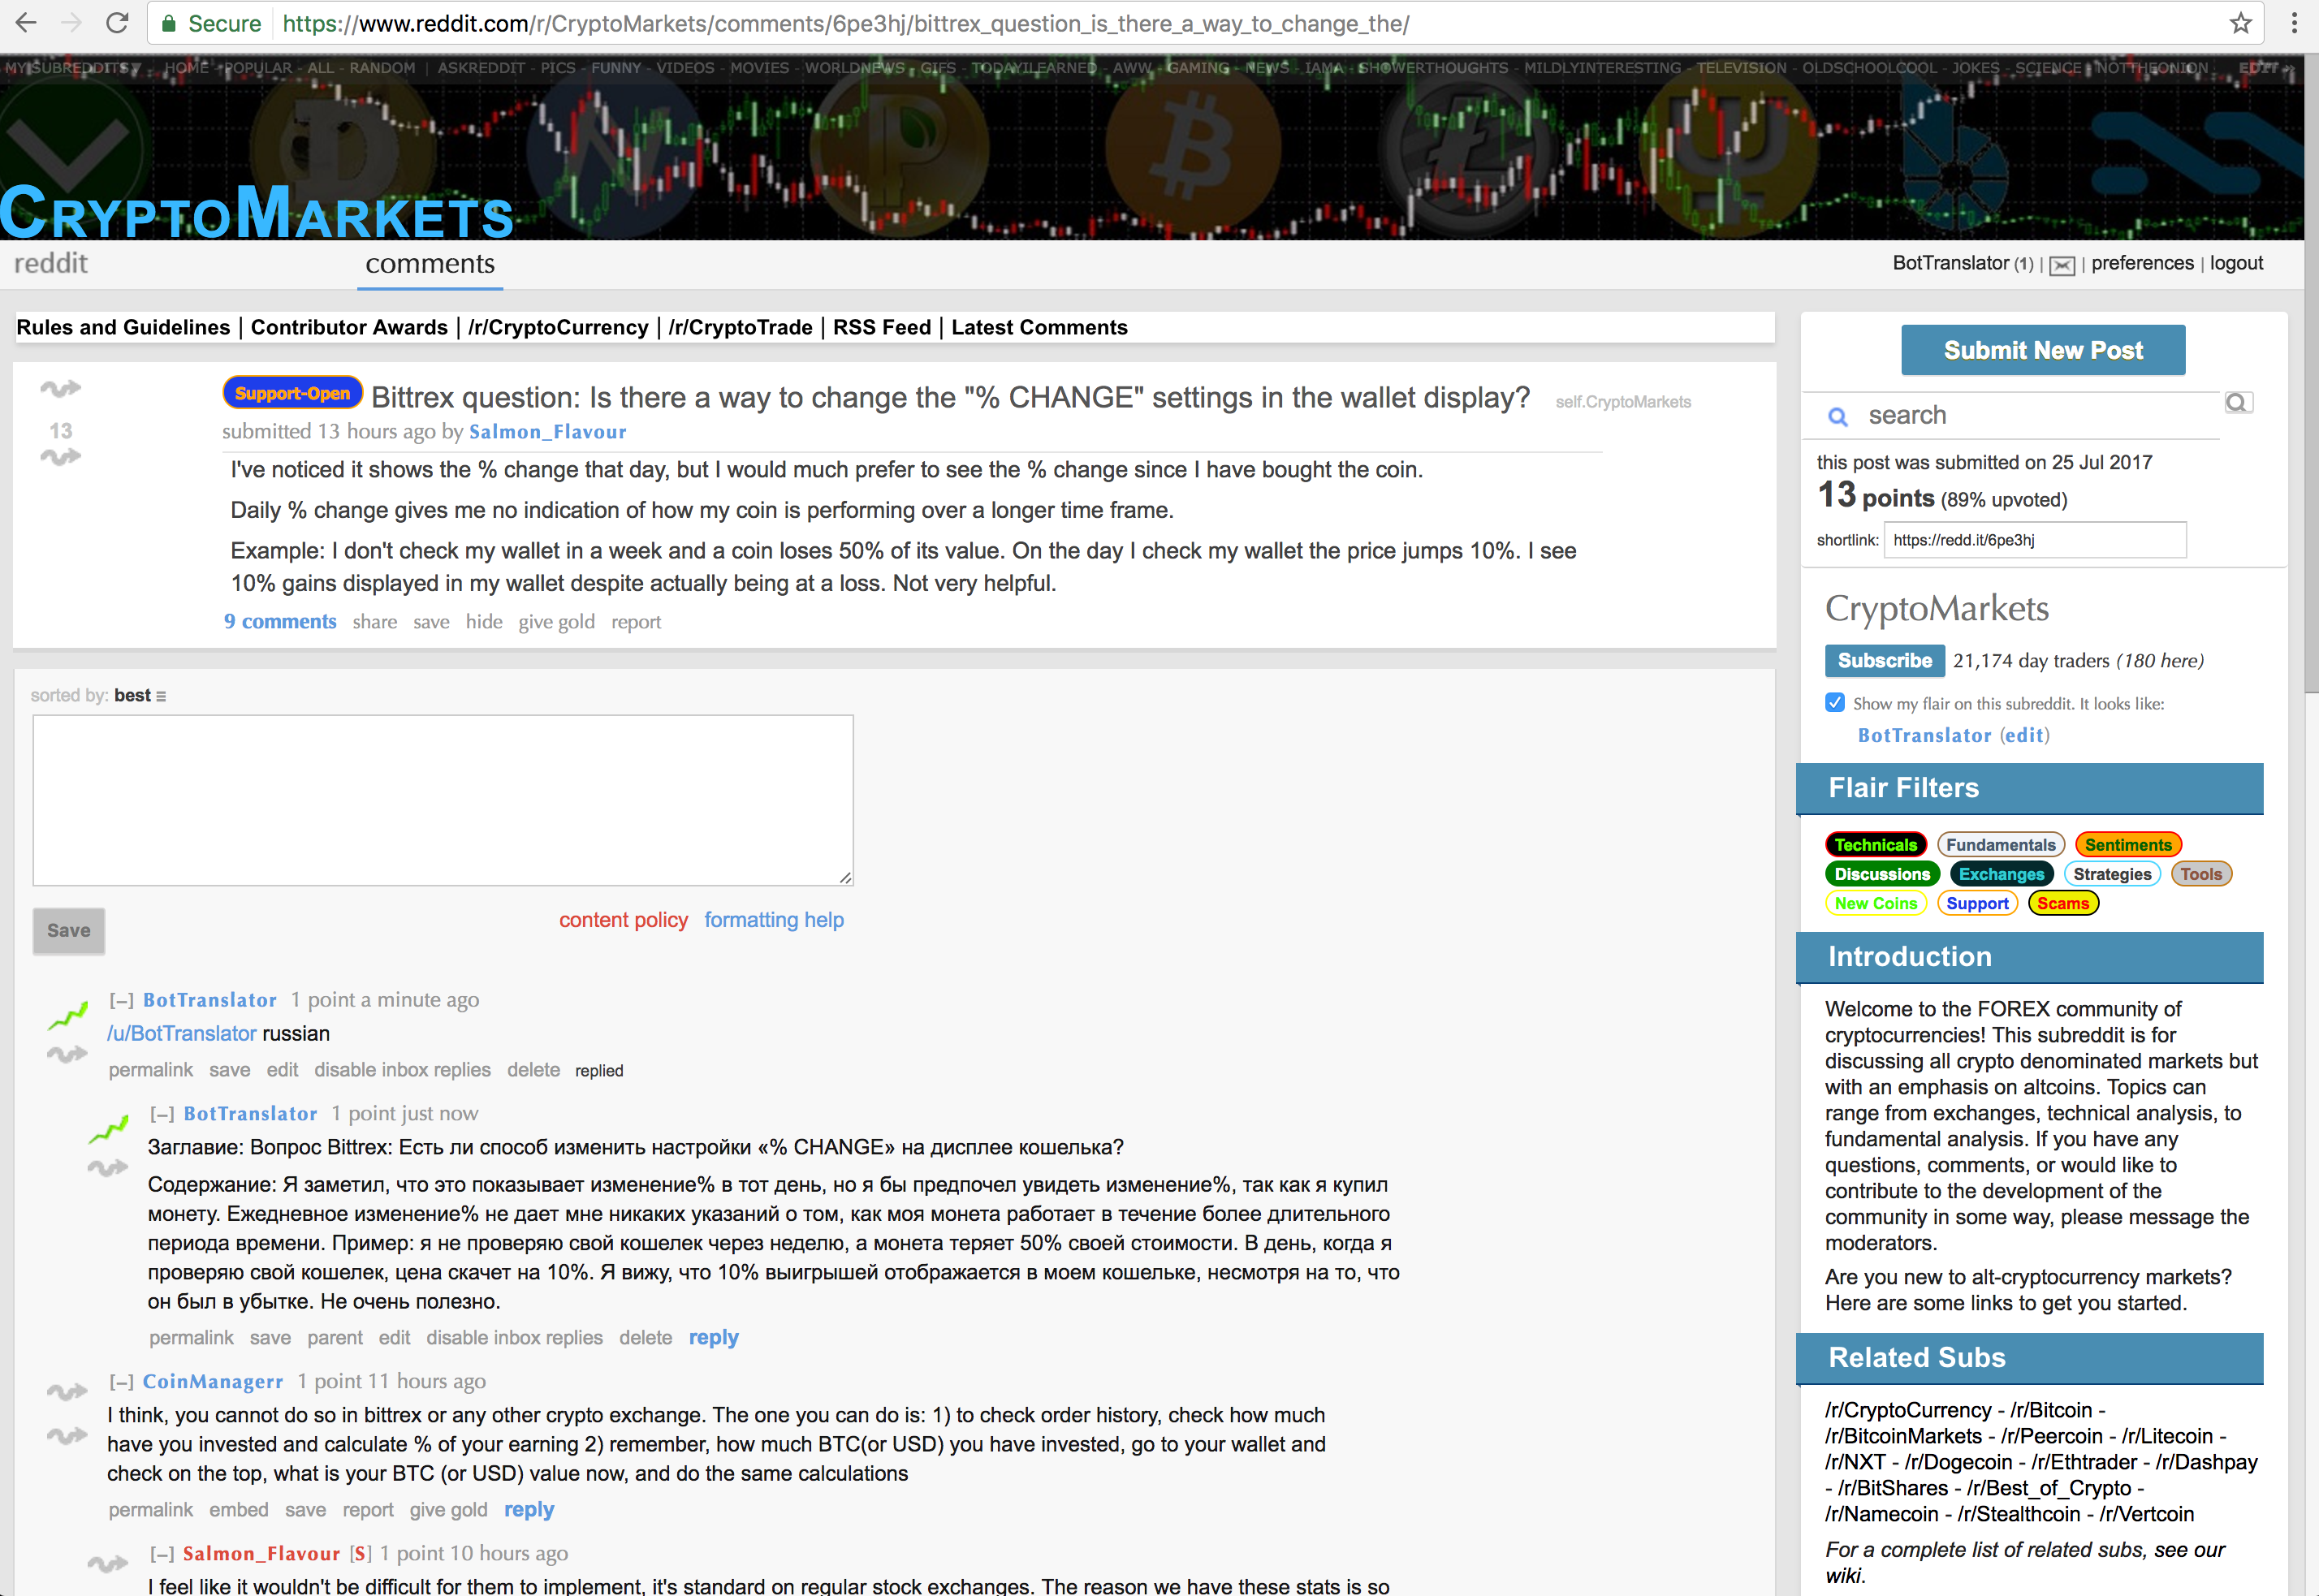 Secure https://www.reddit.com/r/CryptoMarkets/comments/6pe3hj/bittrex_question_is_there_a_way_to_change_the/
MY SUBREDDITS ▾ HOME - POPULAR - ALL - RANDOM | ASKREDDIT - PICS - FUNNY - VIDEOS - MOVIES - WORLDNEWS - GIFS - TODAYILEARNED - AWW - GAMING - NEWS - IAMA - SHOWERTHOUGHTS - MILDLYINTERESTING - TELEVISION - OLDSCHOOLCOOL - JOKES - SCIENCE - NOTTHEONION EDIT »
CRYPTOMARKETS
reddit comments
BotTranslator (1) | | preferences | logout
Rules and Guidelines | Contributor Awards | /r/CryptoCurrency | /r/CryptoTrade | RSS Feed | Latest Comments
Support-Open Bittrex question: Is there a way to change the "% CHANGE" settings in the wallet display? self.CryptoMarkets
13
submitted 13 hours ago by Salmon_Flavour
I've noticed it shows the % change that day, but I would much prefer to see the % change since I have bought the coin.
Daily % change gives me no indication of how my coin is performing over a longer time frame.
Example: I don't check my wallet in a week and a coin loses 50% of its value. On the day I check my wallet the price jumps 10%. I see
10% gains displayed in my wallet despite actually being at a loss. Not very helpful.
9 comments share save hide give gold report
sorted by: best
Save
content policy formatting help
[–] BotTranslator 1 point a minute ago
/u/BotTranslator russian
permalink save edit disable inbox replies delete replied
[–] BotTranslator 1 point just now
Заглавие: Вопрос Bittrex: Есть ли способ изменить настройки «% CHANGE» на дисплее кошелька?
Содержание: Я заметил, что это показывает изменение% в тот день, но я бы предпочел увидеть изменение%, так как я купил
монету. Ежедневное изменение% не дает мне никаких указаний о том, как моя монета работает в течение более длительного
периода времени. Пример: я не проверяю свой кошелек через неделю, а монета теряет 50% своей стоимости. В день, когда я
проверяю свой кошелек, цена скачет на 10%. Я вижу, что 10% выигрышей отображается в моем кошельке, несмотря на то, что
он был в убытке. Не очень полезно.
permalink save parent edit disable inbox replies delete reply
[–] CoinManagerr 1 point 11 hours ago
I think, you cannot do so in bittrex or any other crypto exchange. The one you can do is: 1) to check order history, check how much
have you invested and calculate % of your earning 2) remember, how much BTC(or USD) you have invested, go to your wallet and
check on the top, what is your BTC (or USD) value now, and do the same calculations
permalink embed save report give gold reply
[–] Salmon_Flavour [S] 1 point 10 hours ago
I feel like it wouldn't be difficult for them to implement, it's standard on regular stock exchanges. The reason we have these stats is so
Submit New Post
search
this post was submitted on 25 Jul 2017
13 points (89% upvoted)
shortlink: https://redd.it/6pe3hj
CryptoMarkets
Subscribe 21,174 day traders (180 here)
Show my flair on this subreddit. It looks like:
BotTranslator (edit)
Flair Filters
Technicals Fundamentals Sentiments
Discussions Exchanges Strategies Tools
New Coins Support Scams
Introduction
Welcome to the FOREX community of
cryptocurrencies! This subreddit is for
discussing all crypto denominated markets but
with an emphasis on altcoins. Topics can
range from exchanges, technical analysis, to
fundamental analysis. If you have any
questions, comments, or would like to
contribute to the development of the
community in some way, please message the
moderators.
Are you new to alt-cryptocurrency markets?
Here are some links to get you started.
Related Subs
/r/CryptoCurrency - /r/Bitcoin -
/r/BitcoinMarkets - /r/Peercoin - /r/Litecoin -
/r/NXT - /r/Dogecoin - /r/Ethtrader - /r/Dashpay
- /r/BitShares - /r/Best_of_Crypto -
/r/Namecoin - /r/Stealthcoin - /r/Vertcoin
For a complete list of related subs, see our
wiki.